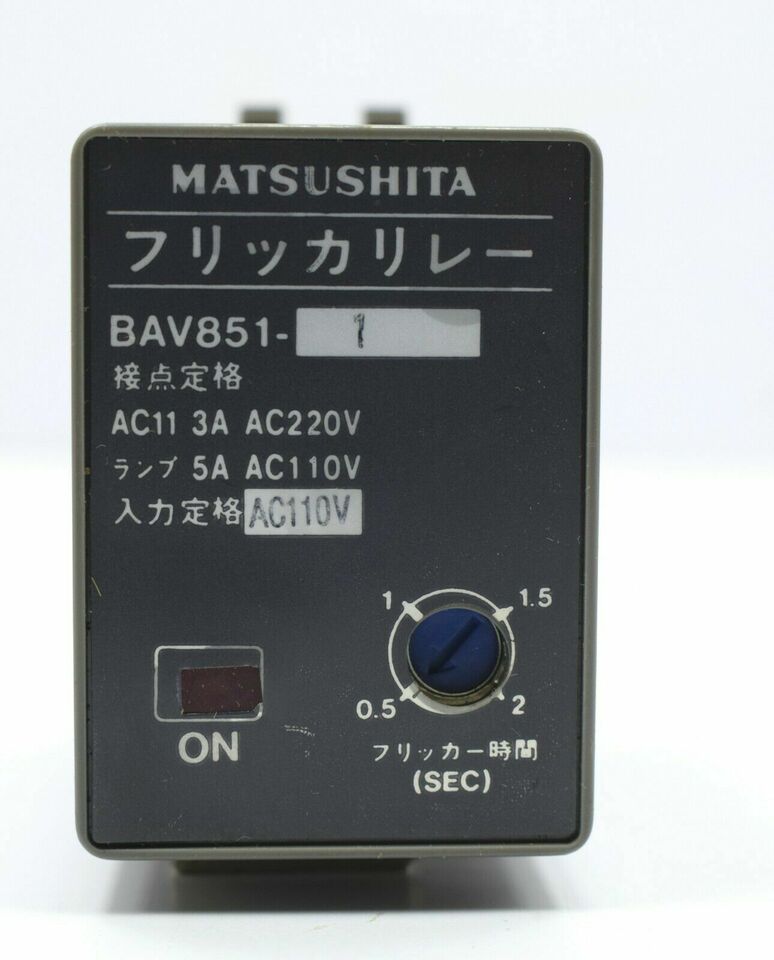 MATSUSHITA
フリッカリレー
BAV851-1
接点定格
AC11 3A AC220V
ランプ 5A AC110V
入力定格 AC110V
1 1.5
0.5 2
ON
フリッカー時間
(SEC)